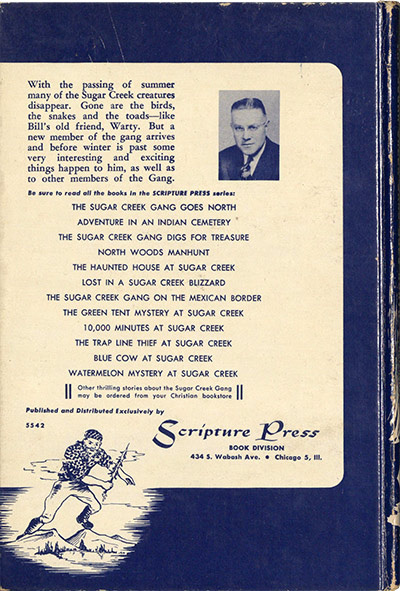 With the passing of summer
many of the Sugar Creek creatures
disappear. Gone are the birds,
the snakes and the toads—like
Bill's old friend, Warty. But a
new member of the gang arrives
and before winter is past some
very interesting and exciting
things happen to him, as well as
to other members of the Gang.
Be sure to read all the books in the SCRIPTURE PRESS series:
THE SUGAR CREEK GANG GOES NORTH
ADVENTURE IN AN INDIAN CEMETERY
THE SUGAR CREEK GANG DIGS FOR TREASURE
NORTH WOODS MANHUNT
THE HAUNTED HOUSE AT SUGAR CREEK
LOST IN A SUGAR CREEK BLIZZARD
THE SUGAR CREEK GANG ON THE MEXICAN BORDER
THE GREEN TENT MYSTERY AT SUGAR CREEK
10,000 MINUTES AT SUGAR CREEK
THE TRAP LINE THIEF AT SUGAR CREEK
BLUE COW AT SUGAR CREEK
WATERMELON MYSTERY AT SUGAR CREEK
Other thrilling stories about the Sugar Creek Gang
may be ordered from your Christian bookstore
Published and Distributed Exclusively by
5542
Scripture Press
BOOK DIVISION
434 S. Wabash Ave. • Chicago 5, Ill.